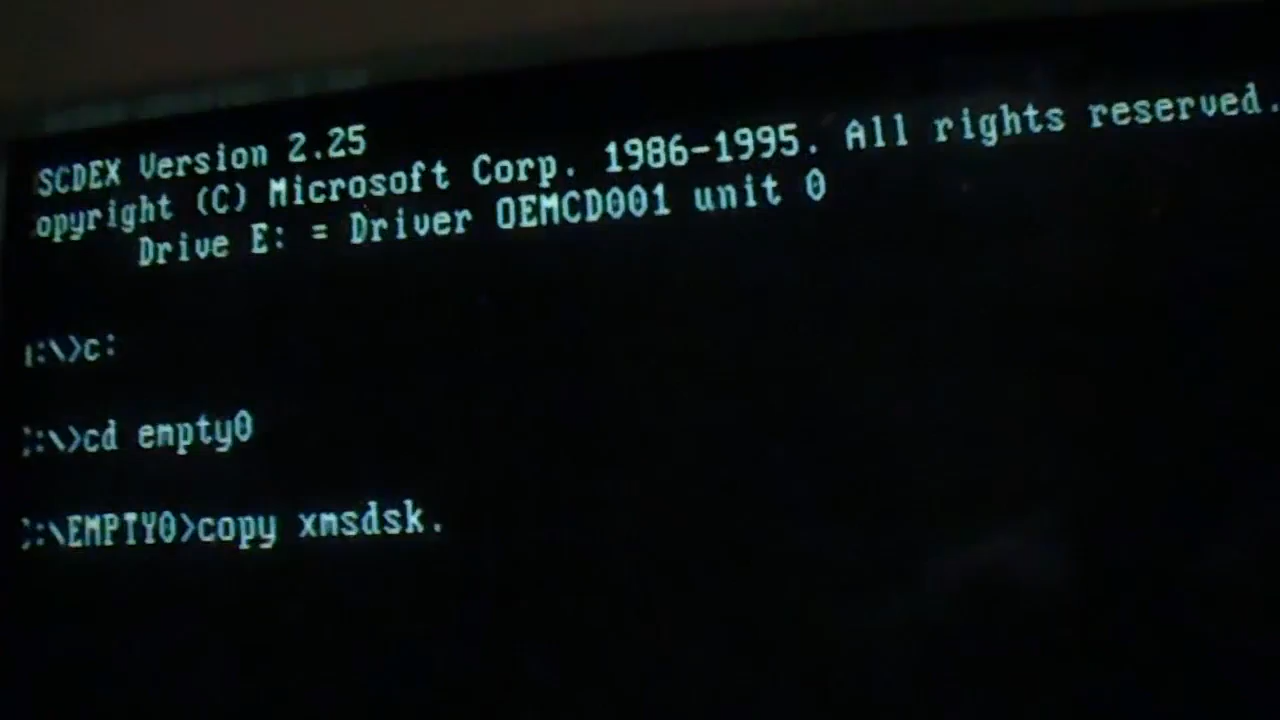 SCDEX Version 2.25
opyright (C) Microsoft Corp. 1986-1995. All rights reserved.
Drive E: = Driver OEMCD001 unit 0
:\>c:
:\>cd empty0
:\EMPTY0>copy xmsdsk.